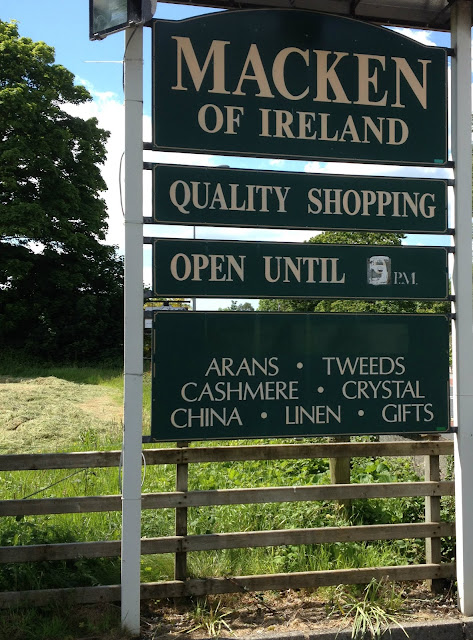 MACKEN
OF IRELAND
QUALITY SHOPPING
OPEN UNTIL P.M.
ARANS • TWEEDS
CASHMERE • CRYSTAL
CHINA • LINEN • GIFTS